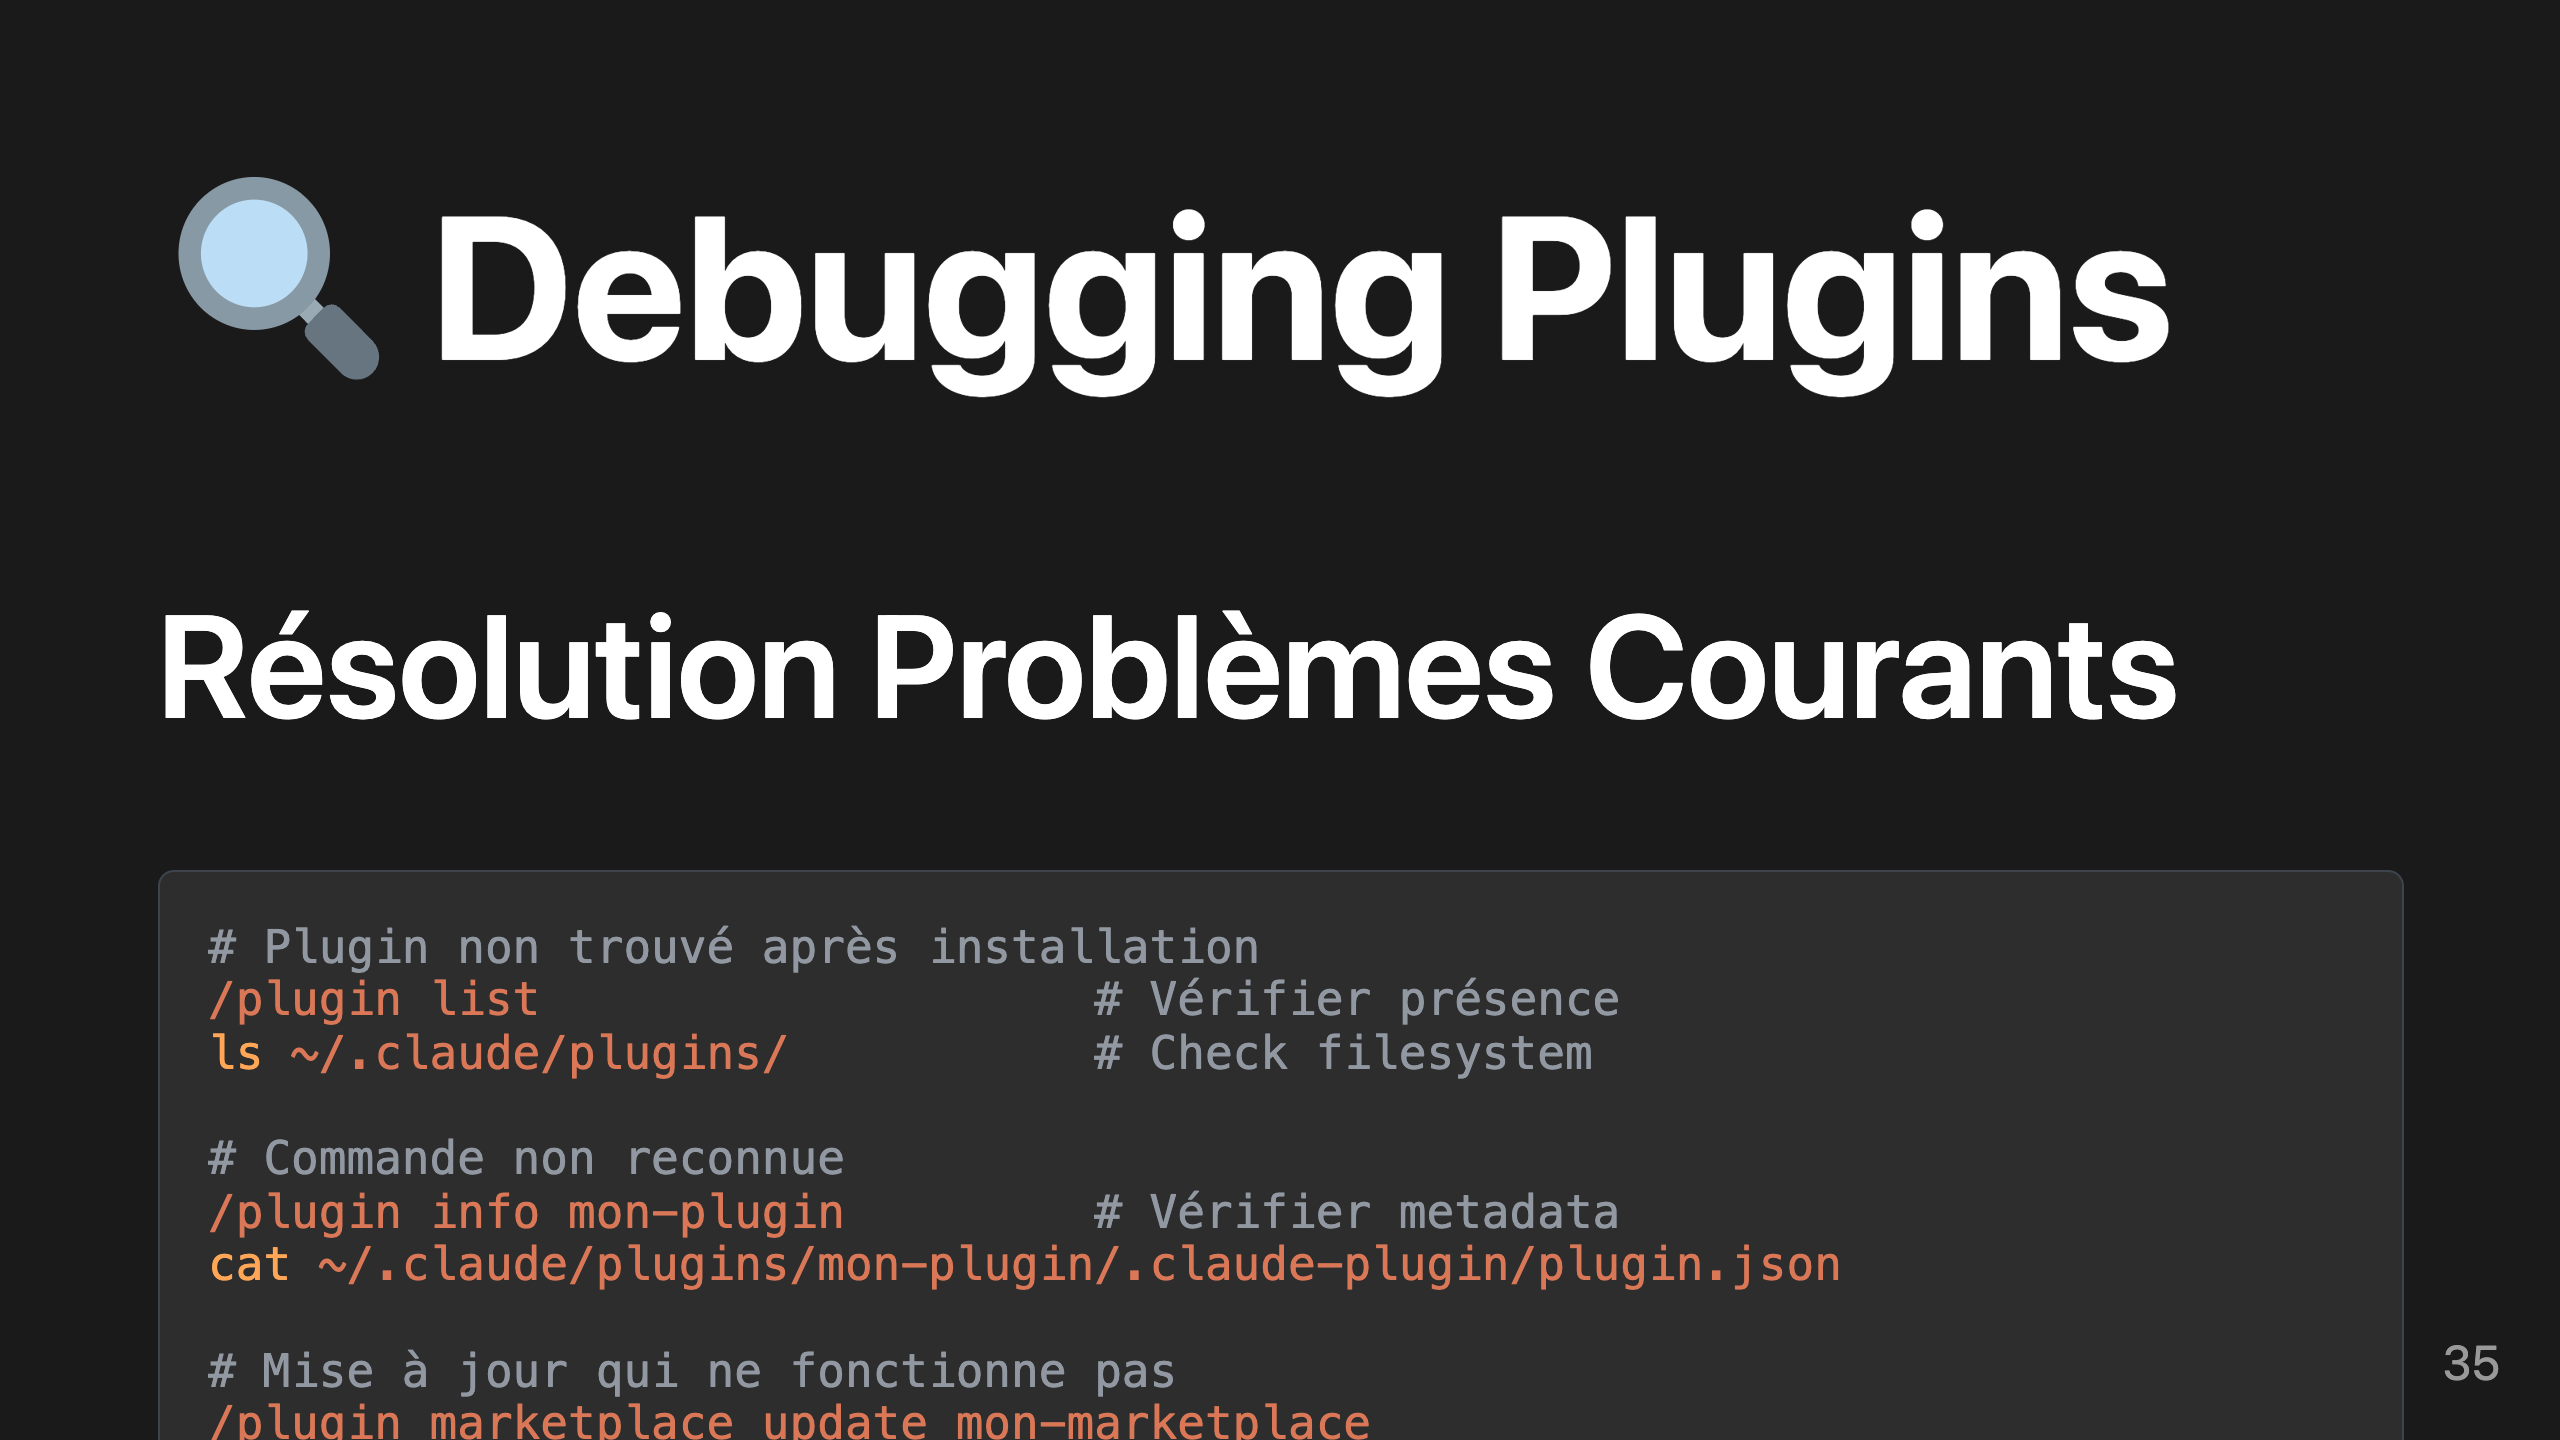 🔍 Debugging Plugins
Résolution Problèmes Courants
# Plugin non trouvé après installation
/plugin list                    # Vérifier présence
ls ~/.claude/plugins/           # Check filesystem
# Commande non reconnue
/plugin info mon-plugin         # Vérifier metadata
cat ~/.claude/plugins/mon-plugin/.claude-plugin/plugin.json
# Mise à jour qui ne fonctionne pas
/plugin marketplace update mon-marketplace
35